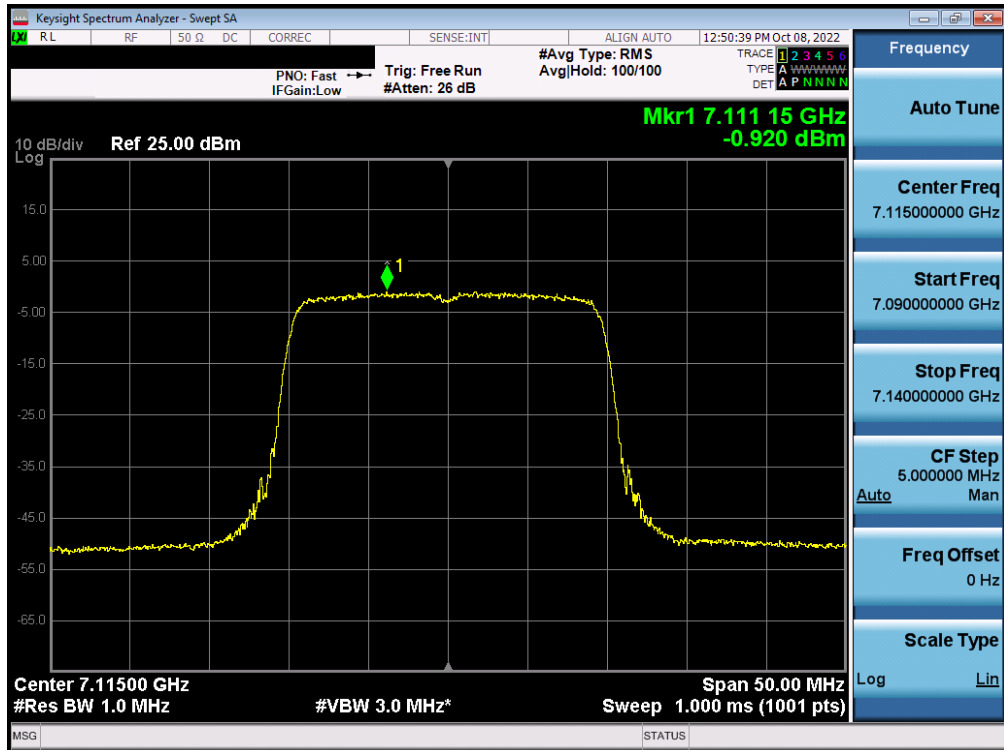 Keysight Spectrum Analyzer - Swept SA
LXI RL RF 50 Ω DC CORREC SENSE:INT ALIGN AUTO 12:50:39 PM Oct 08, 2022
PNO: Fast
IFGain:Low
Trig: Free Run
#Atten: 26 dB
#Avg Type: RMS
Avg|Hold: 100/100
TRACE 1 2 3 4 5 6
TYPE A WWWWW
DET A P N N N N
Mkr1 7.111 15 GHz
-0.920 dBm
10 dB/div Ref 25.00 dBm
Log
1
15.0
5.00
-5.00
-15.0
-25.0
-35.0
-45.0
-55.0
-65.0
Center 7.11500 GHz Span 50.00 MHz
#Res BW 1.0 MHz #VBW 3.0 MHz* Sweep 1.000 ms (1001 pts)
MSG STATUS
Frequency
Auto Tune
Center Freq
7.115000000 GHz
Start Freq
7.090000000 GHz
Stop Freq
7.140000000 GHz
CF Step
5.000000 MHz
Auto Man
Freq Offset
0 Hz
Scale Type
Log Lin